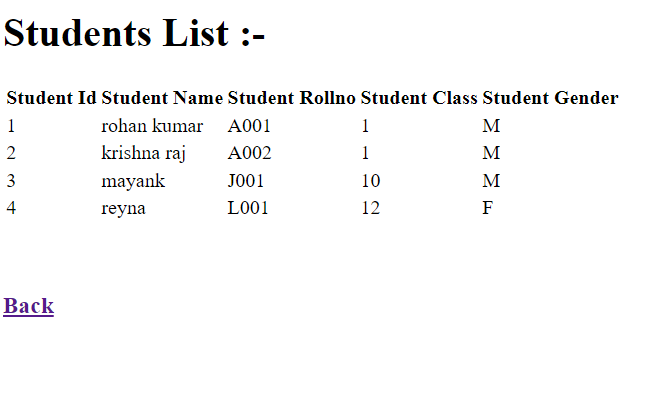 Students List :-
Student Id Student Name Student Rollno Student Class Student Gender
1 rohan kumar A001 1 M
2 krishna raj A002 1 M
3 mayank J001 10 M
4 reyna L001 12 F
Back